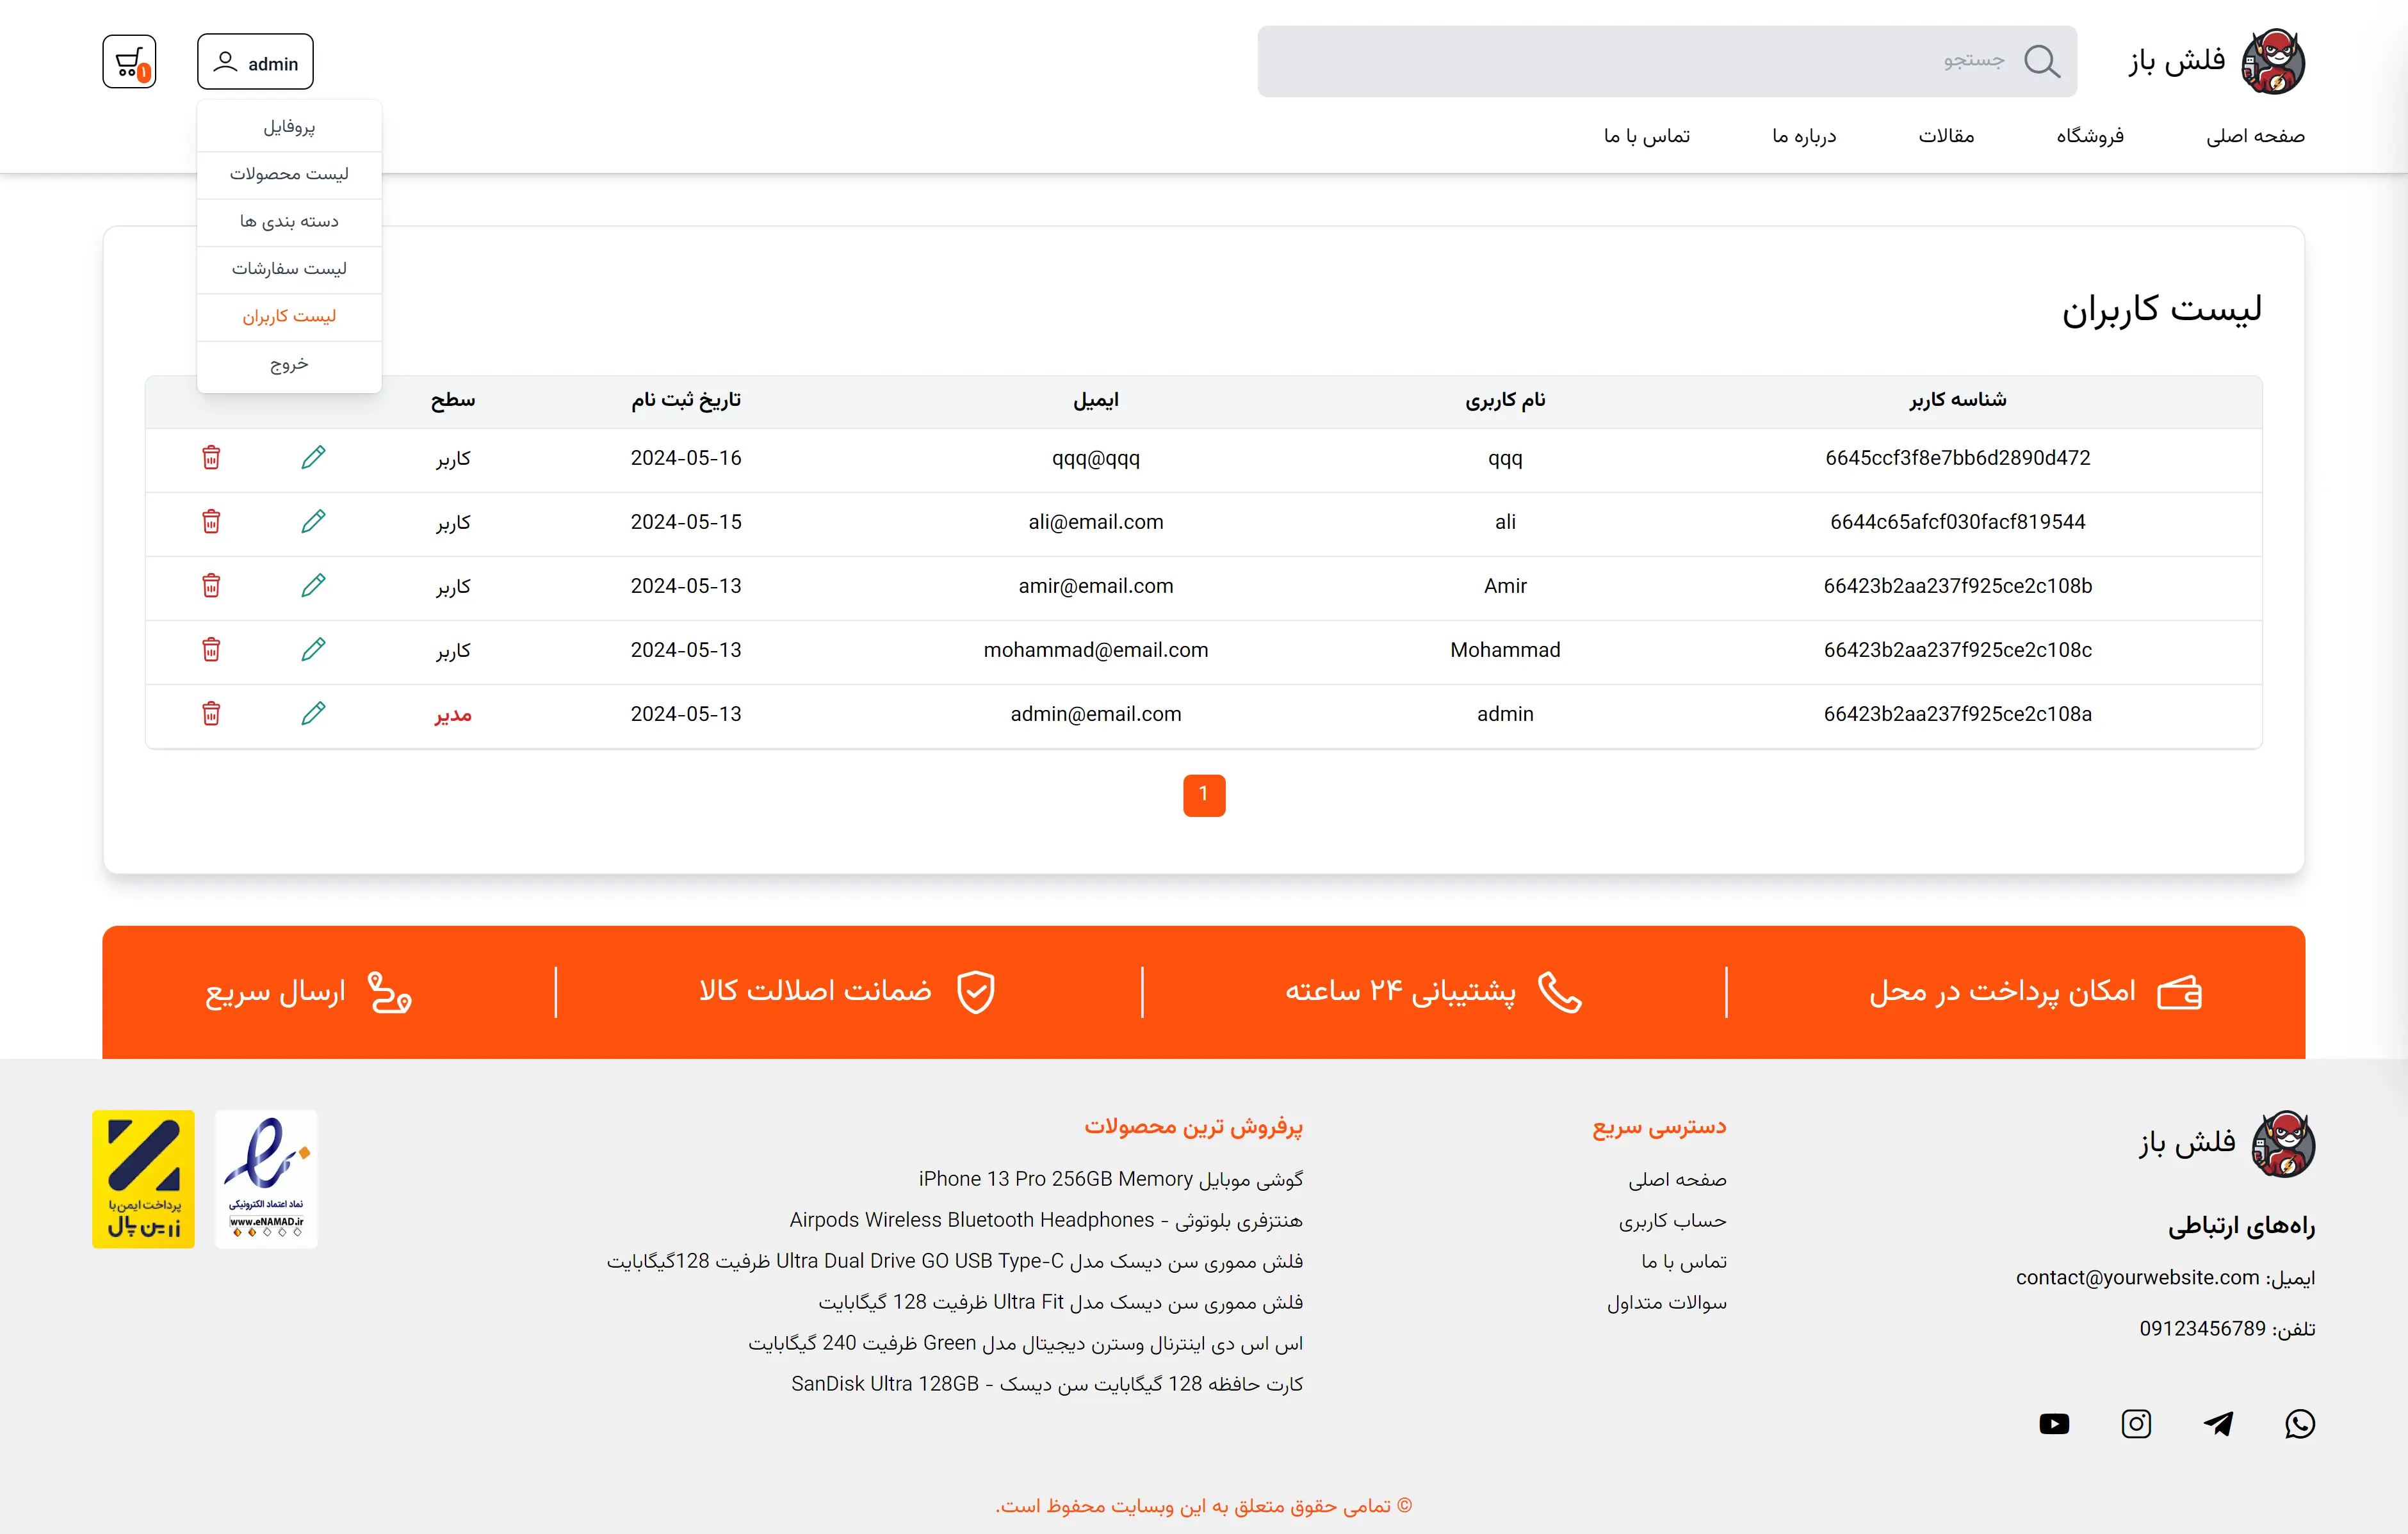 فلش باز
جستجو
admin
۱
صفحه اصلی
فروشگاه
مقالات
درباره ما
تماس با ما
پروفایل
لیست محصولات
دسته بندی ها
لیست سفارشات
لیست کاربران
خروج
لیست کاربران
شناسه کاربر نام کاربری ایمیل تاریخ ثبت نام سطح
6645ccf3f8e7bb6d2890d472 qqq qqq@qqq 2024-05-16 کاربر
6644c65afcf030facf819544 ali ali@email.com 2024-05-15 کاربر
66423b2aa237f925ce2c108b Amir amir@email.com 2024-05-13 کاربر
66423b2aa237f925ce2c108c Mohammad mohammad@email.com 2024-05-13 کاربر
66423b2aa237f925ce2c108a admin admin@email.com 2024-05-13 مدیر
1
امکان پرداخت در محل
پشتیبانی ۲۴ ساعته
ضمانت اصلالت کالا
ارسال سریع
فلش باز
راه‌های ارتباطی
ایمیل: contact@yourwebsite.com
تلفن: 09123456789
دسترسی سریع
صفحه اصلی
حساب کاربری
تماس با ما
سوالات متداول
پرفروش ترین محصولات
گوشی موبایل iPhone 13 Pro 256GB Memory
هنتزفری بلوتوثی - Airpods Wireless Bluetooth Headphones
فلش مموری سن دیسک مدل Ultra Dual Drive GO USB Type-C ظرفیت 128گیگابایت
فلش مموری سن دیسک مدل Ultra Fit ظرفیت 128 گیگابایت
اس اس دی اینترنال وسترن دیجیتال مدل Green ظرفیت 240 گیگابایت
کارت حافظه 128 گیگابایت سن دیسک - SanDisk Ultra 128GB
نماد اعتماد الکترونیکی
www.eNAMAD.ir
پرداخت ایمن با
زرین پال
© تمامی حقوق متعلق به این وبسایت محفوظ است.